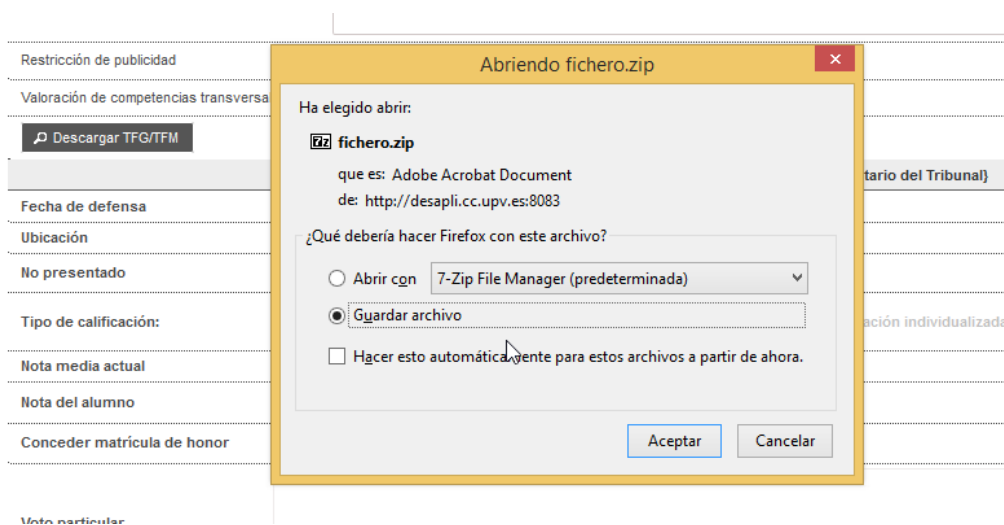 Restricción de publicidad
Valoración de competencias transversa
Descargar TFG/TFM
tario del Tribunal}
Fecha de defensa
Ubicación
No presentado
Tipo de calificación:
ación individualizada
Nota media actual
Nota del alumno
Conceder matrícula de honor
Voto particular
Abriendo fichero.zip
Ha elegido abrir:
7z fichero.zip
que es: Adobe Acrobat Document
de: http://desapli.cc.upv.es:8083
¿Qué debería hacer Firefox con este archivo?
Abrir con 7-Zip File Manager (predeterminada)
Guardar archivo
Hacer esto automáticamente para estos archivos a partir de ahora.
Aceptar Cancelar